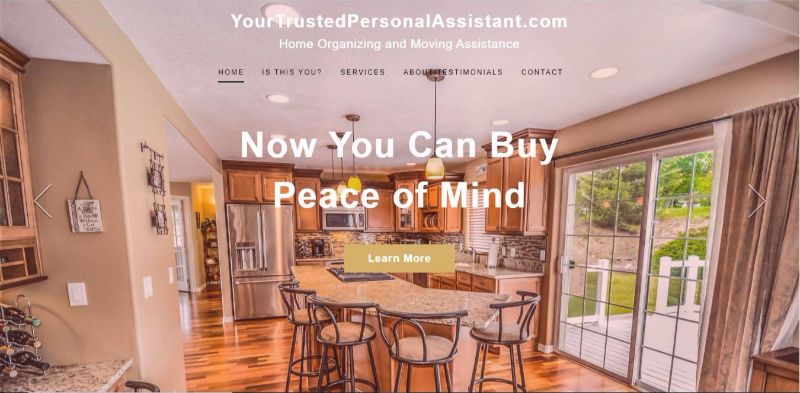 YourTrustedPersonalAssistant.com
Home Organizing and Moving Assistance
HOME IS THIS YOU? SERVICES ABOUT/TESTIMONIALS CONTACT
Now You Can Buy
Peace of Mind
Learn More